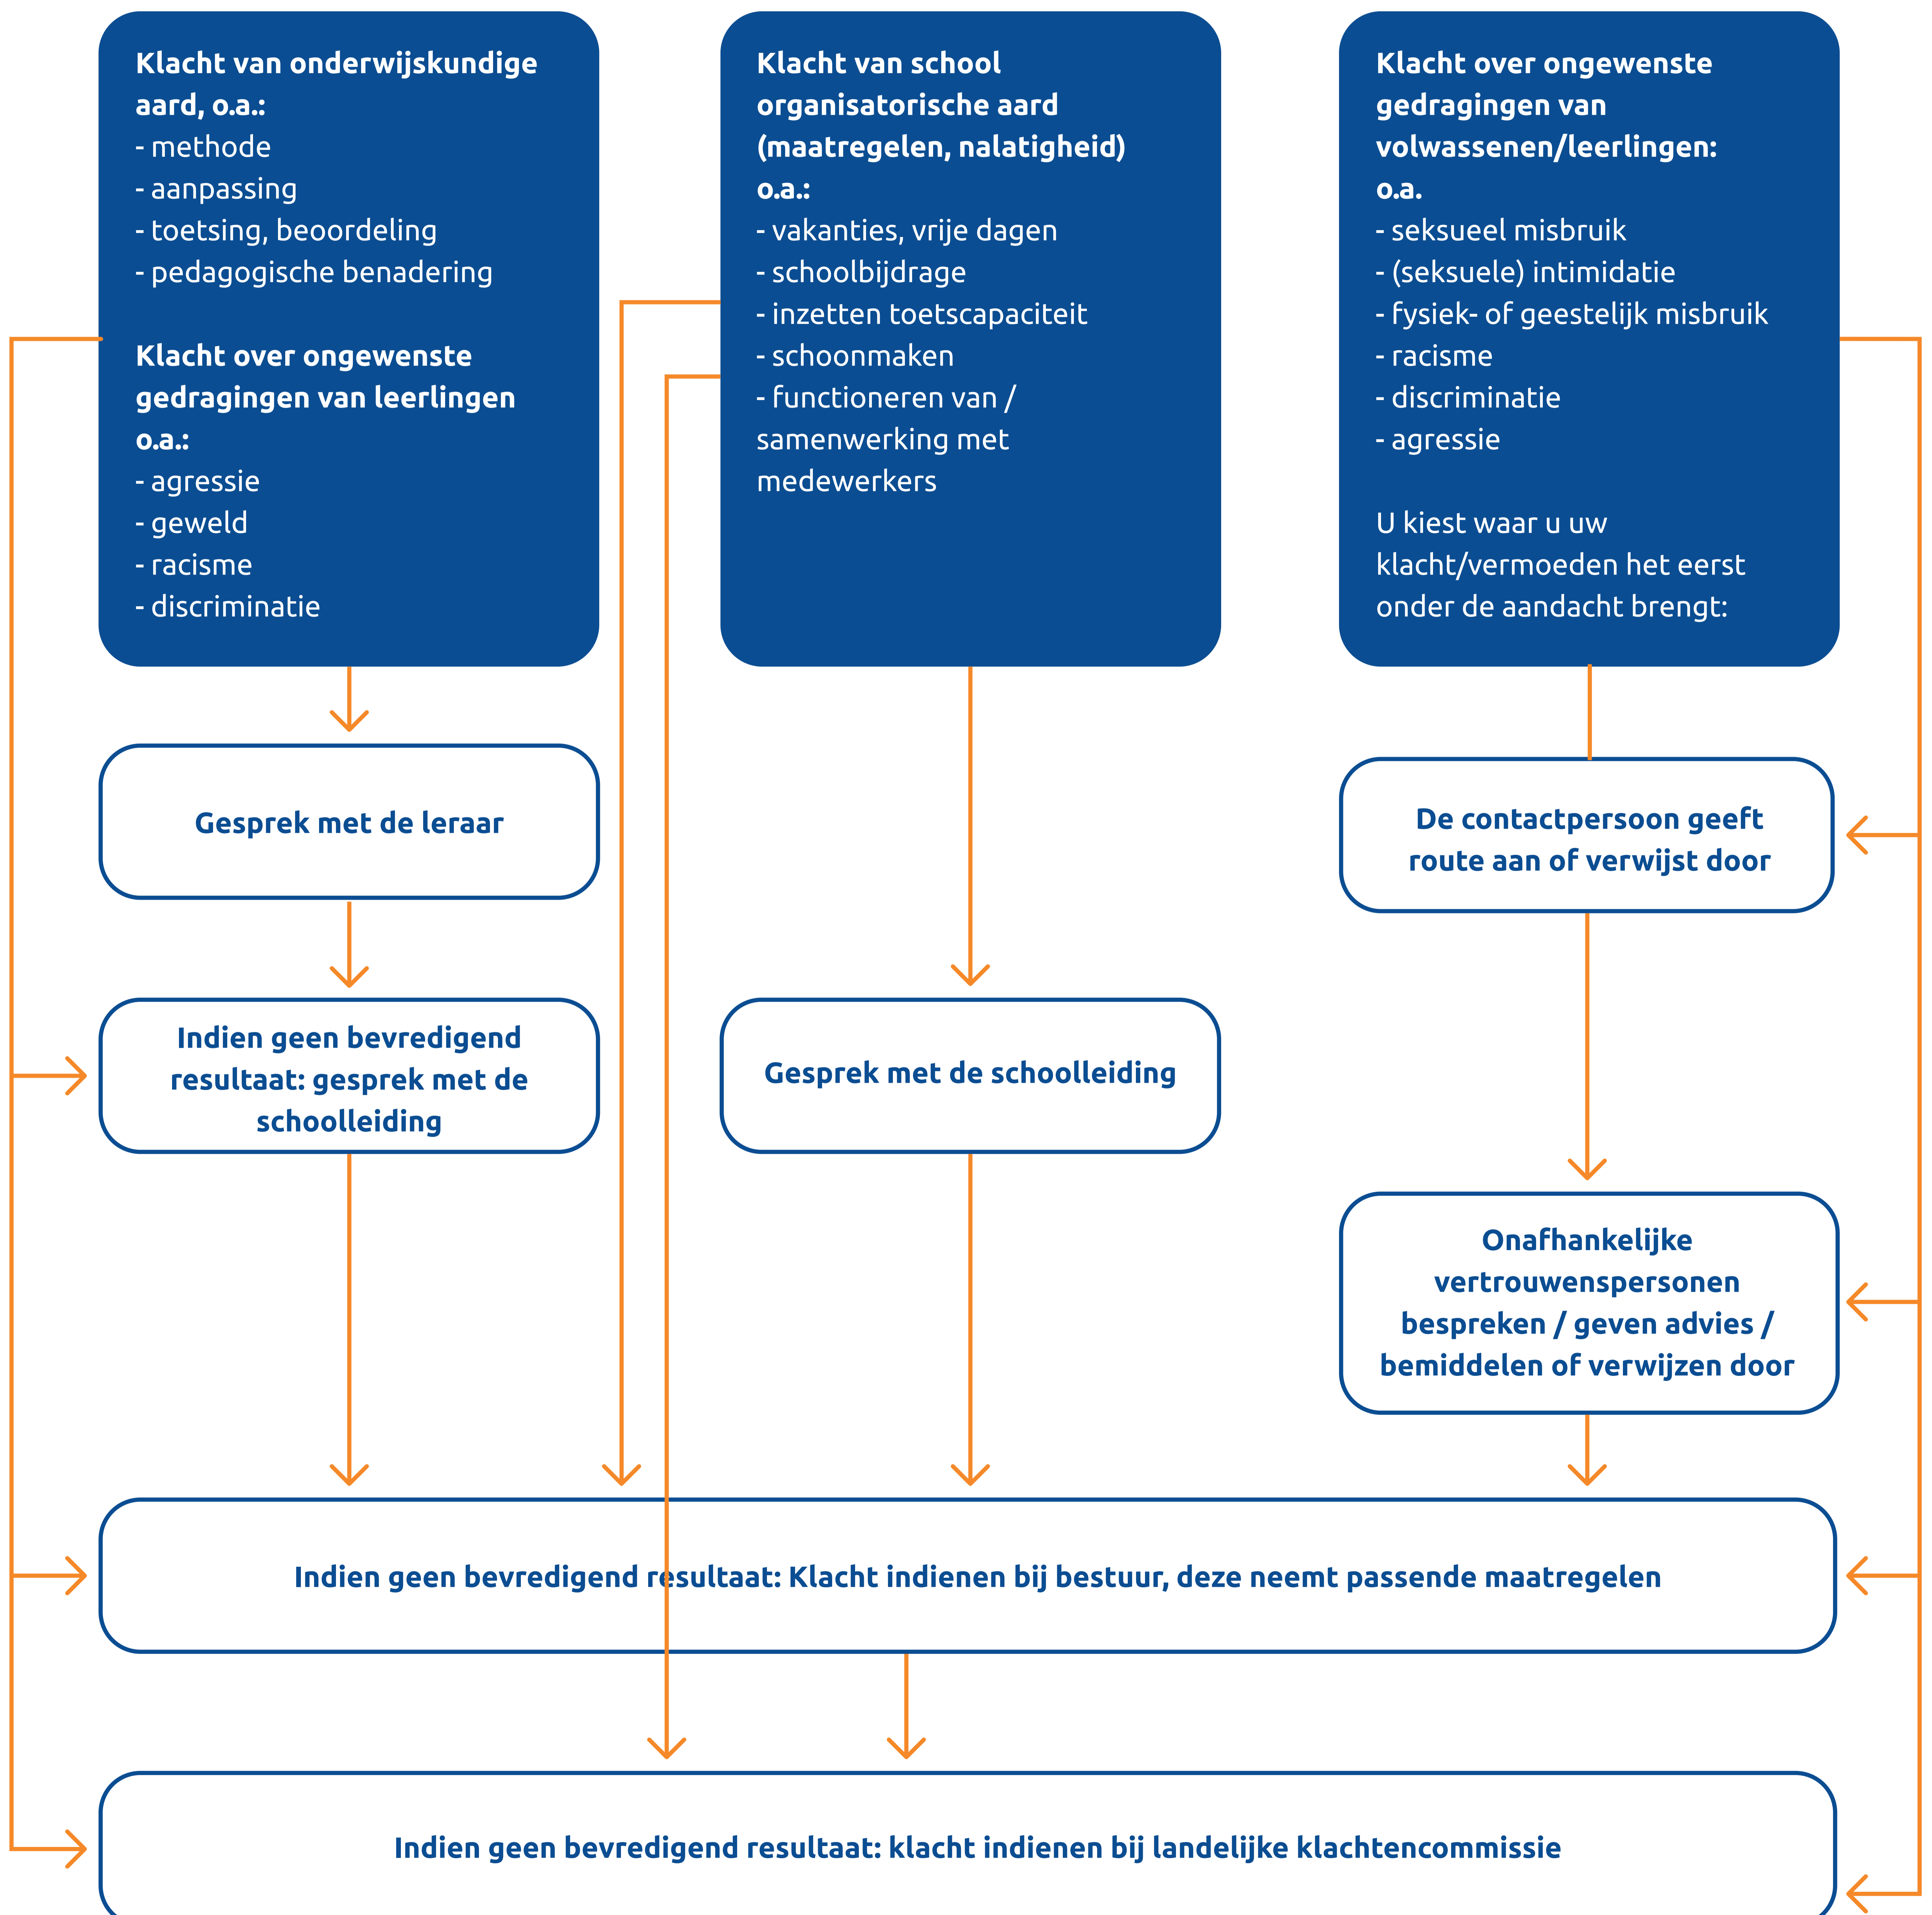 Klacht van onderwijskundige
aard, o.a.:
- methode
- aanpassing
- toetsing, beoordeling
- pedagogische benadering
Klacht over ongewenste
gedragingen van leerlingen
o.a.:
- agressie
- geweld
- racisme
- discriminatie
Klacht van school
organisatorische aard
(maatregelen, nalatigheid)
o.a.:
- vakanties, vrije dagen
- schoolbijdrage
- inzetten toetscapaciteit
- schoonmaken
- functioneren van /
samenwerking met
medewerkers
Klacht over ongewenste
gedragingen van
volwassenen/leerlingen:
o.a.
- seksueel misbruik
- (seksuele) intimidatie
- fysiek- of geestelijk misbruik
- racisme
- discriminatie
- agressie
U kiest waar u uw
klacht/vermoeden het eerst
onder de aandacht brengt:
Gesprek met de leraar
De contactpersoon geeft
route aan of verwijst door
Indien geen bevredigend
resultaat: gesprek met de
schoolleiding
Gesprek met de schoolleiding
Onafhankelijke
vertrouwenspersonen
bespreken / geven advies /
bemiddelen of verwijzen door
Indien geen bevredigend resultaat: Klacht indienen bij bestuur, deze neemt passende maatregelen
Indien geen bevredigend resultaat: klacht indienen bij landelijke klachtencommissie